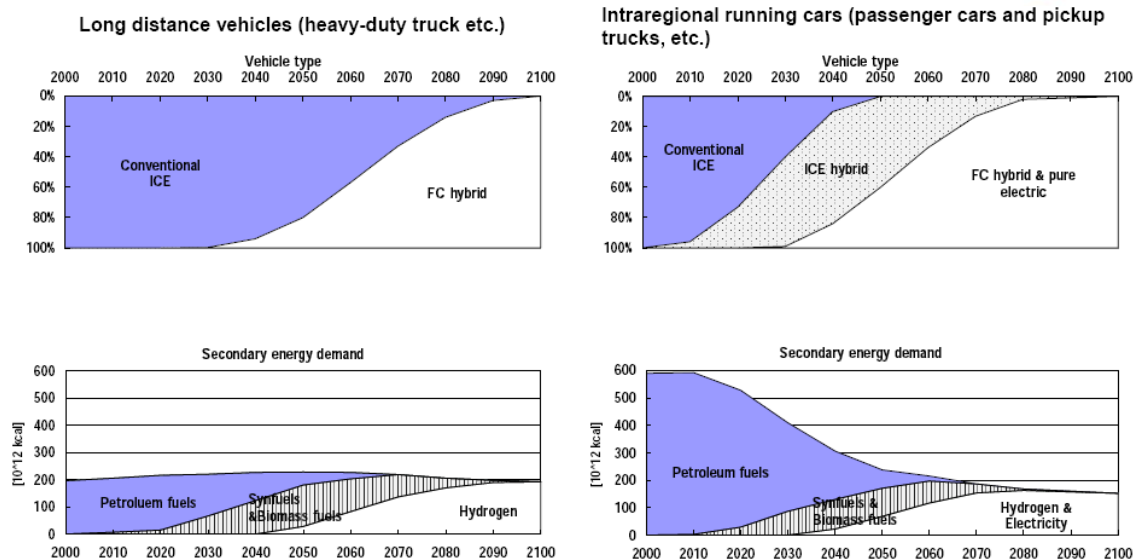 Long distance vehicles (heavy-duty truck etc.)
Vehicle type
2000 2010 2020 2030 2040 2050 2060 2070 2080 2090 2100
0%
20%
40%
60%
80%
100%
Conventional
ICE
FC hybrid
Intraregional running cars (passenger cars and pickup
trucks, etc.)
Vehicle type
2000 2010 2020 2030 2040 2050 2060 2070 2080 2090 2100
0%
20%
40%
60%
80%
100%
Conventional
ICE
ICE hybrid
FC hybrid & pure
electric
Secondary energy demand
[10^12 kcal]
600
500
400
300
200
100
0
Petroluem fuels
Synfuels
&Biomass fuels
Hydrogen
2000 2010 2020 2030 2040 2050 2060 2070 2080 2090 2100
Secondary energy demand
[10^12 kcal]
600
500
400
300
200
100
0
Petroleum fuels
Synfuels &
Biomass fuels
Hydrogen &
Electricity
2000 2010 2020 2030 2040 2050 2060 2070 2080 2090 2100